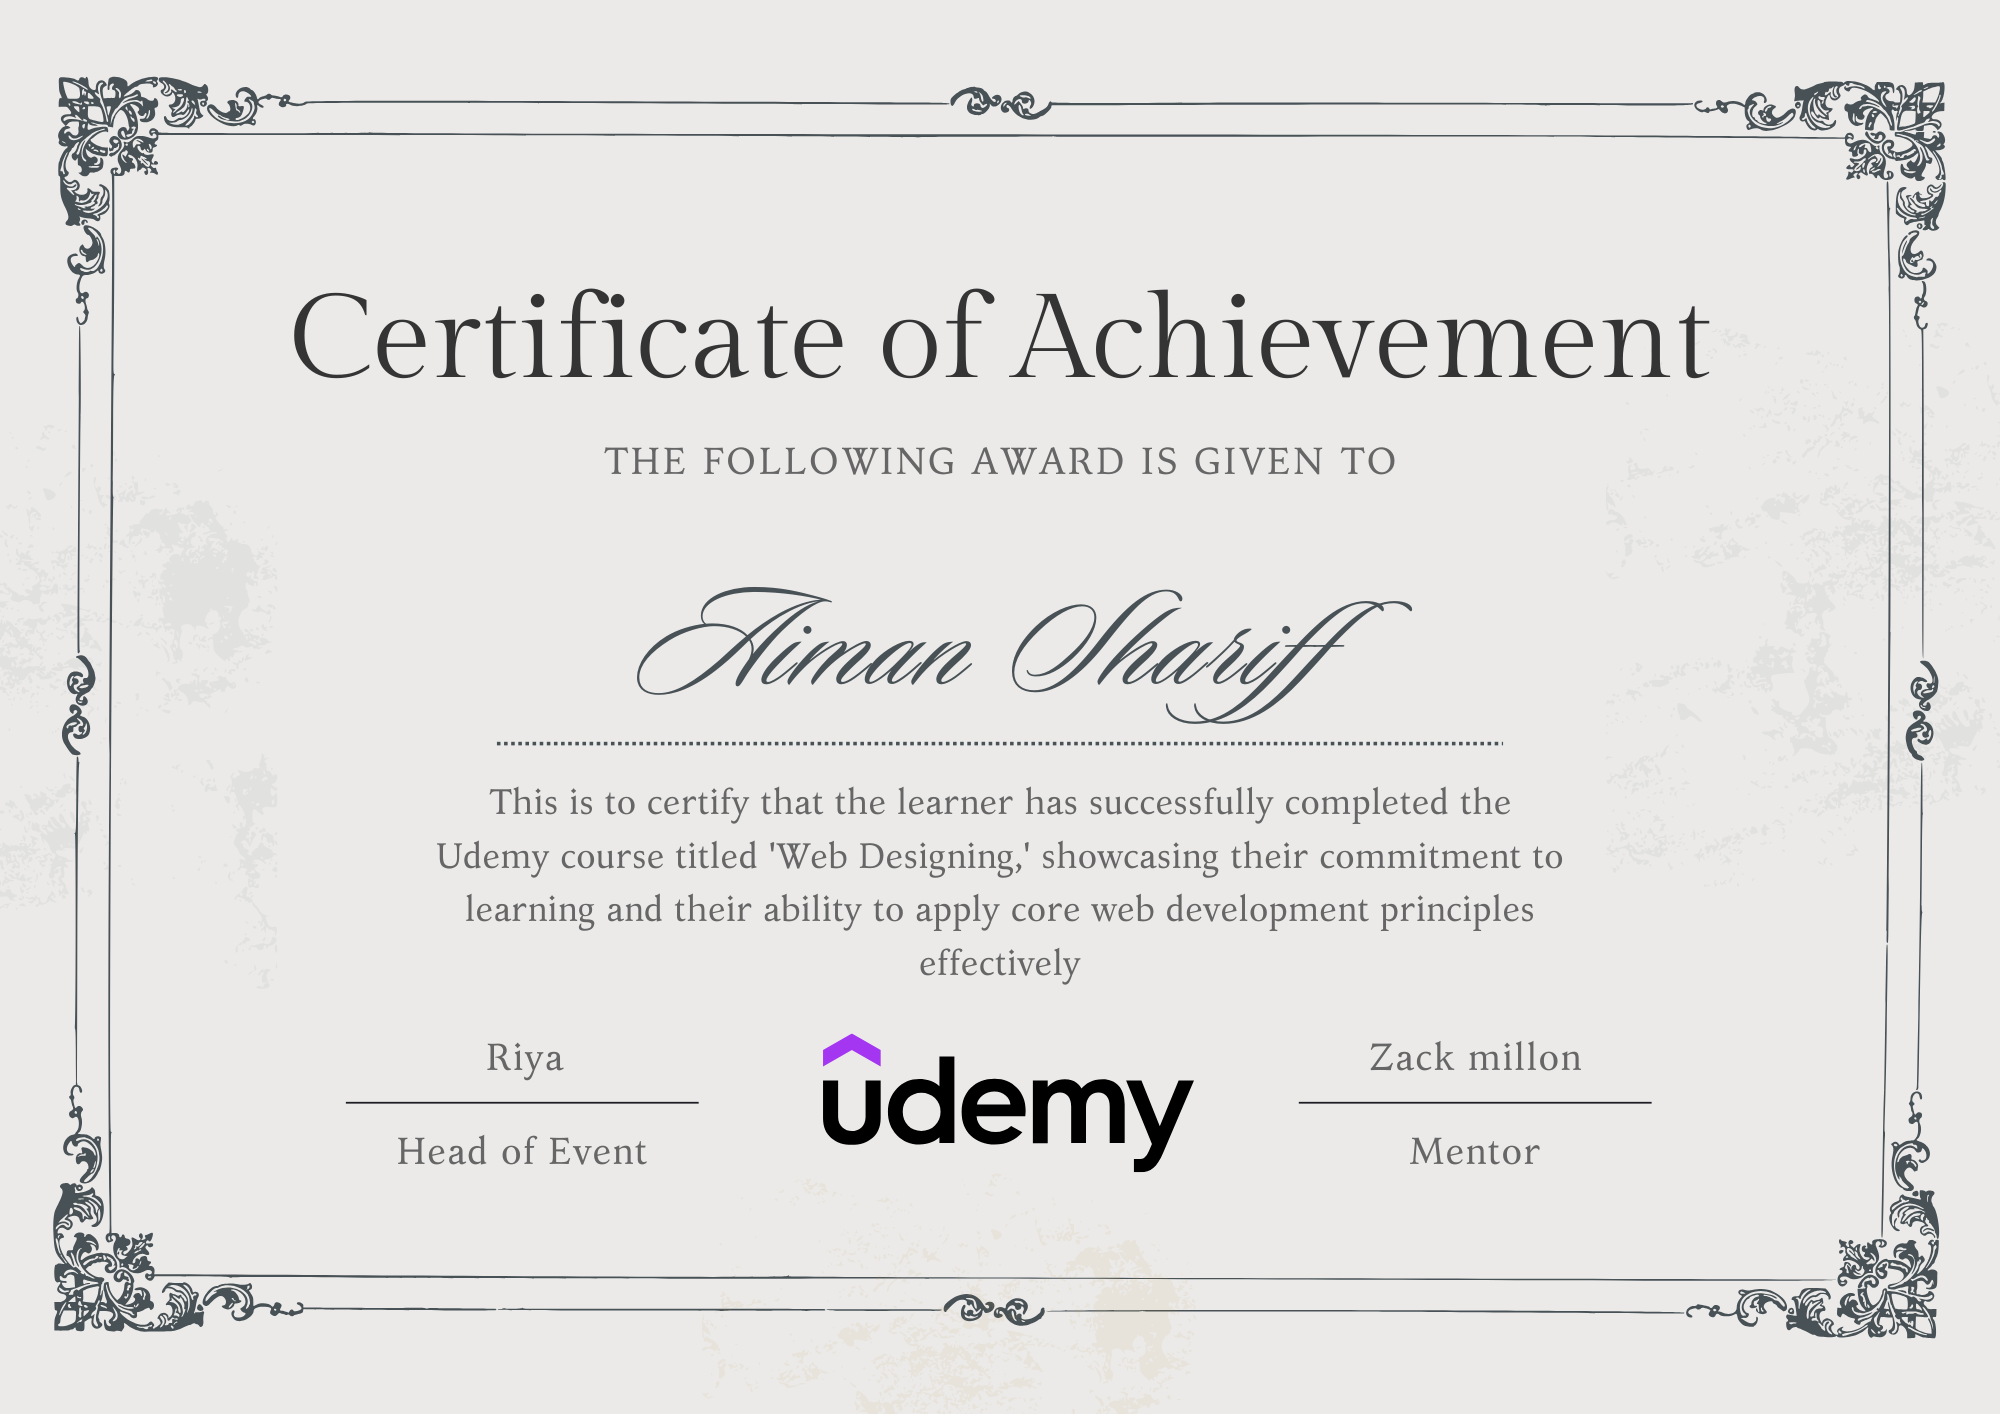 Certificate of Achievement
THE FOLLOWING AWARD IS GIVEN TO
Aiman Shariff
This is to certify that the learner has successfully completed the
Udemy course titled 'Web Designing,' showcasing their commitment to
learning and their ability to apply core web development principles
effectively
Riya
Head of Event
udemy
Zack millon
Mentor